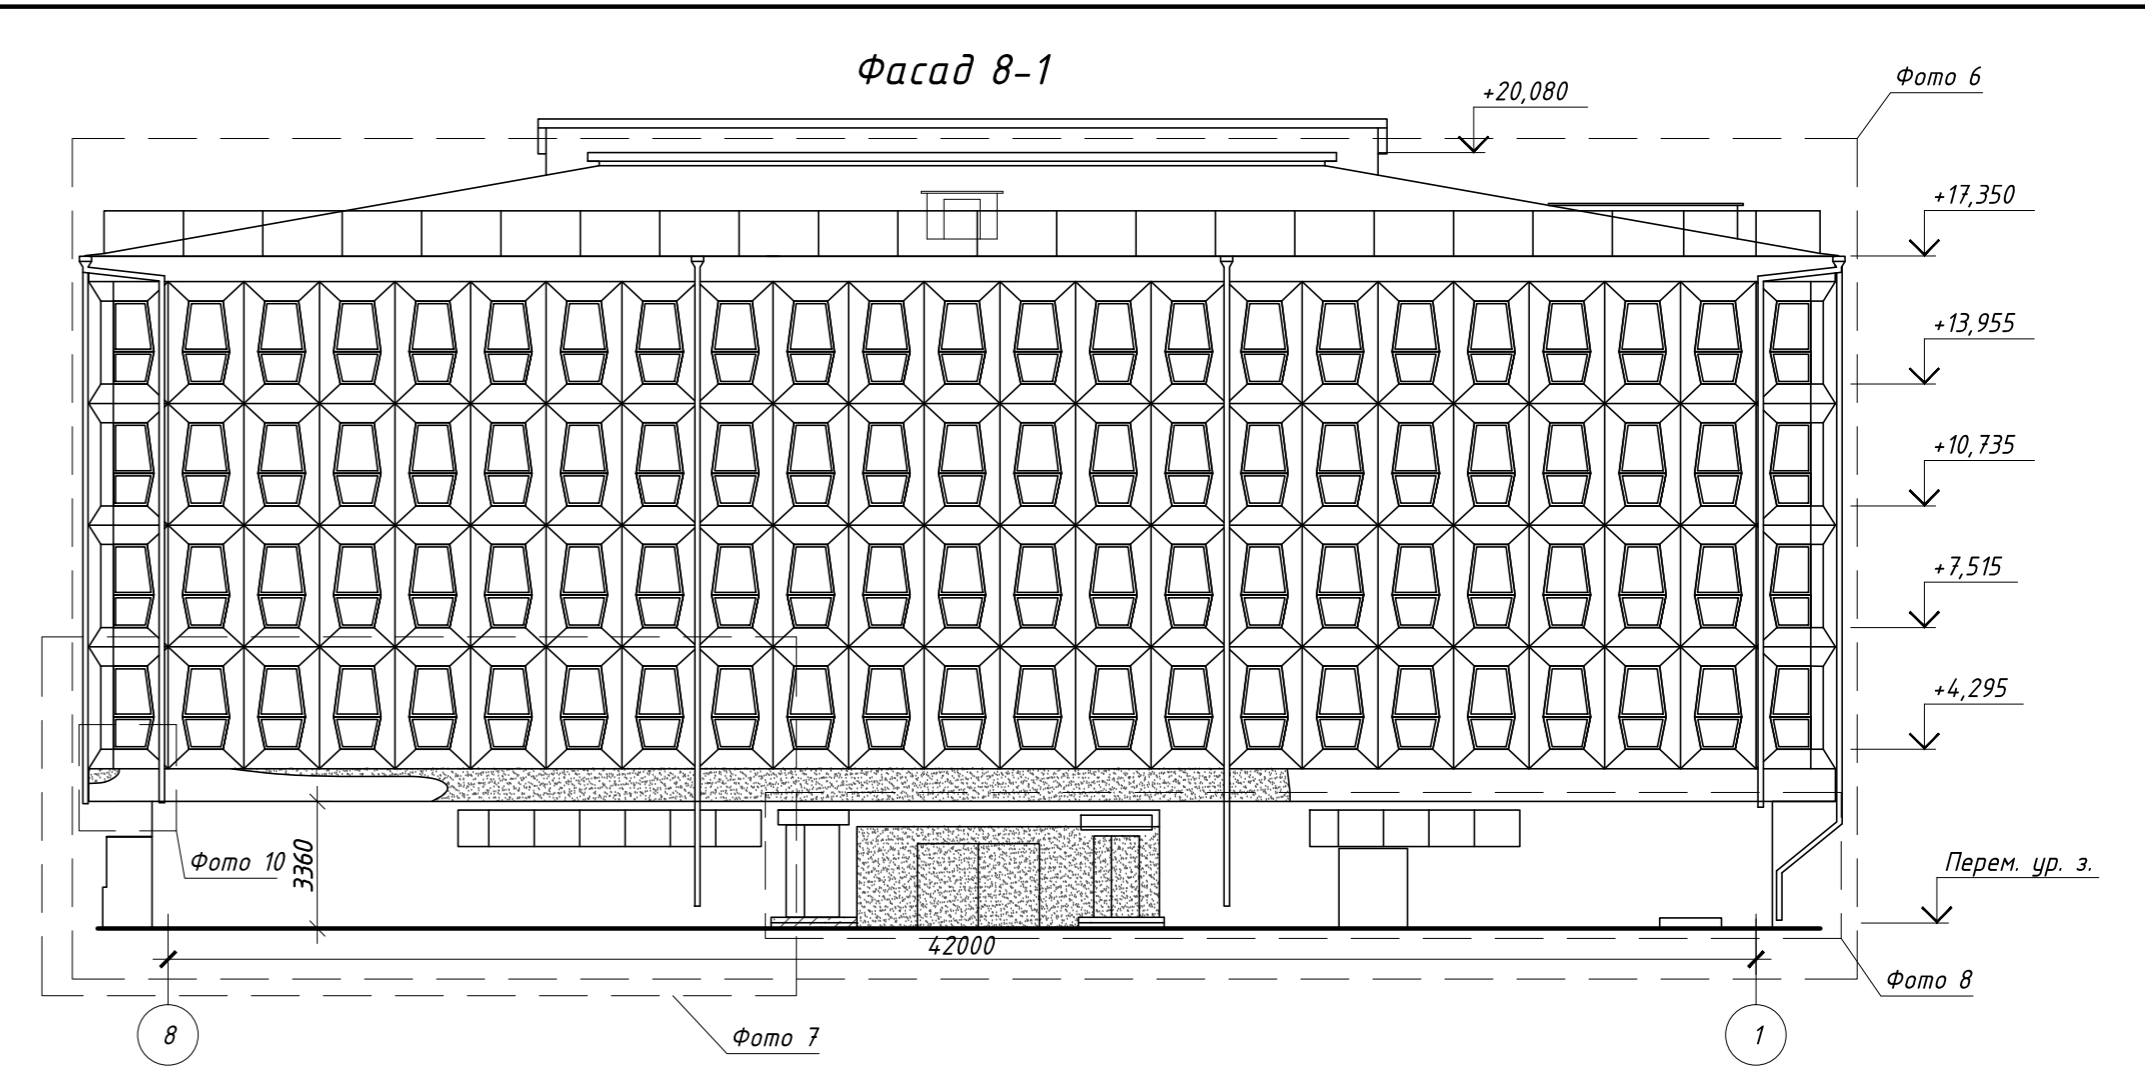 Фасад 8-1
Фото 6
+20,080
+17,350
+13,955
+10,735
+7,515
+4,295
Фото 10
3360
Перем. ур. з.
42000
Фото 8
8
1
Фото 7